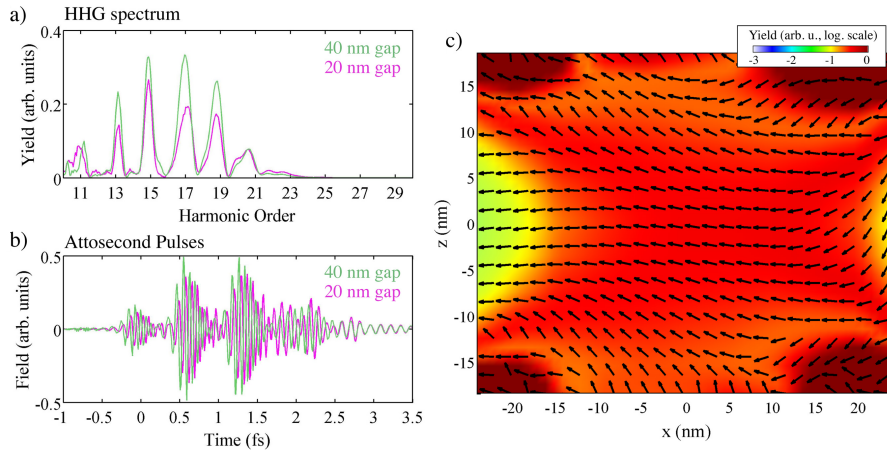 a)
HHG spectrum
0.4
0.2
0
Yield (arb. units)
40 nm gap
20 nm gap
11 13 15 17 19 21 23 25 27 29
Harmonic Order
b)
Attosecond Pulses
0.5
0
-0.5
Field (arb. units)
40 nm gap
20 nm gap
-1 -0.5 0 0.5 1 1.5 2 2.5 3 3.5
Time (fs)
c)
Yield (arb. u., log. scale)
-3 -2 -1 0
15
10
5
0
-5
-10
-15
z (nm)
-20 -15 -10 -5 0 5 10 15 20
x (nm)